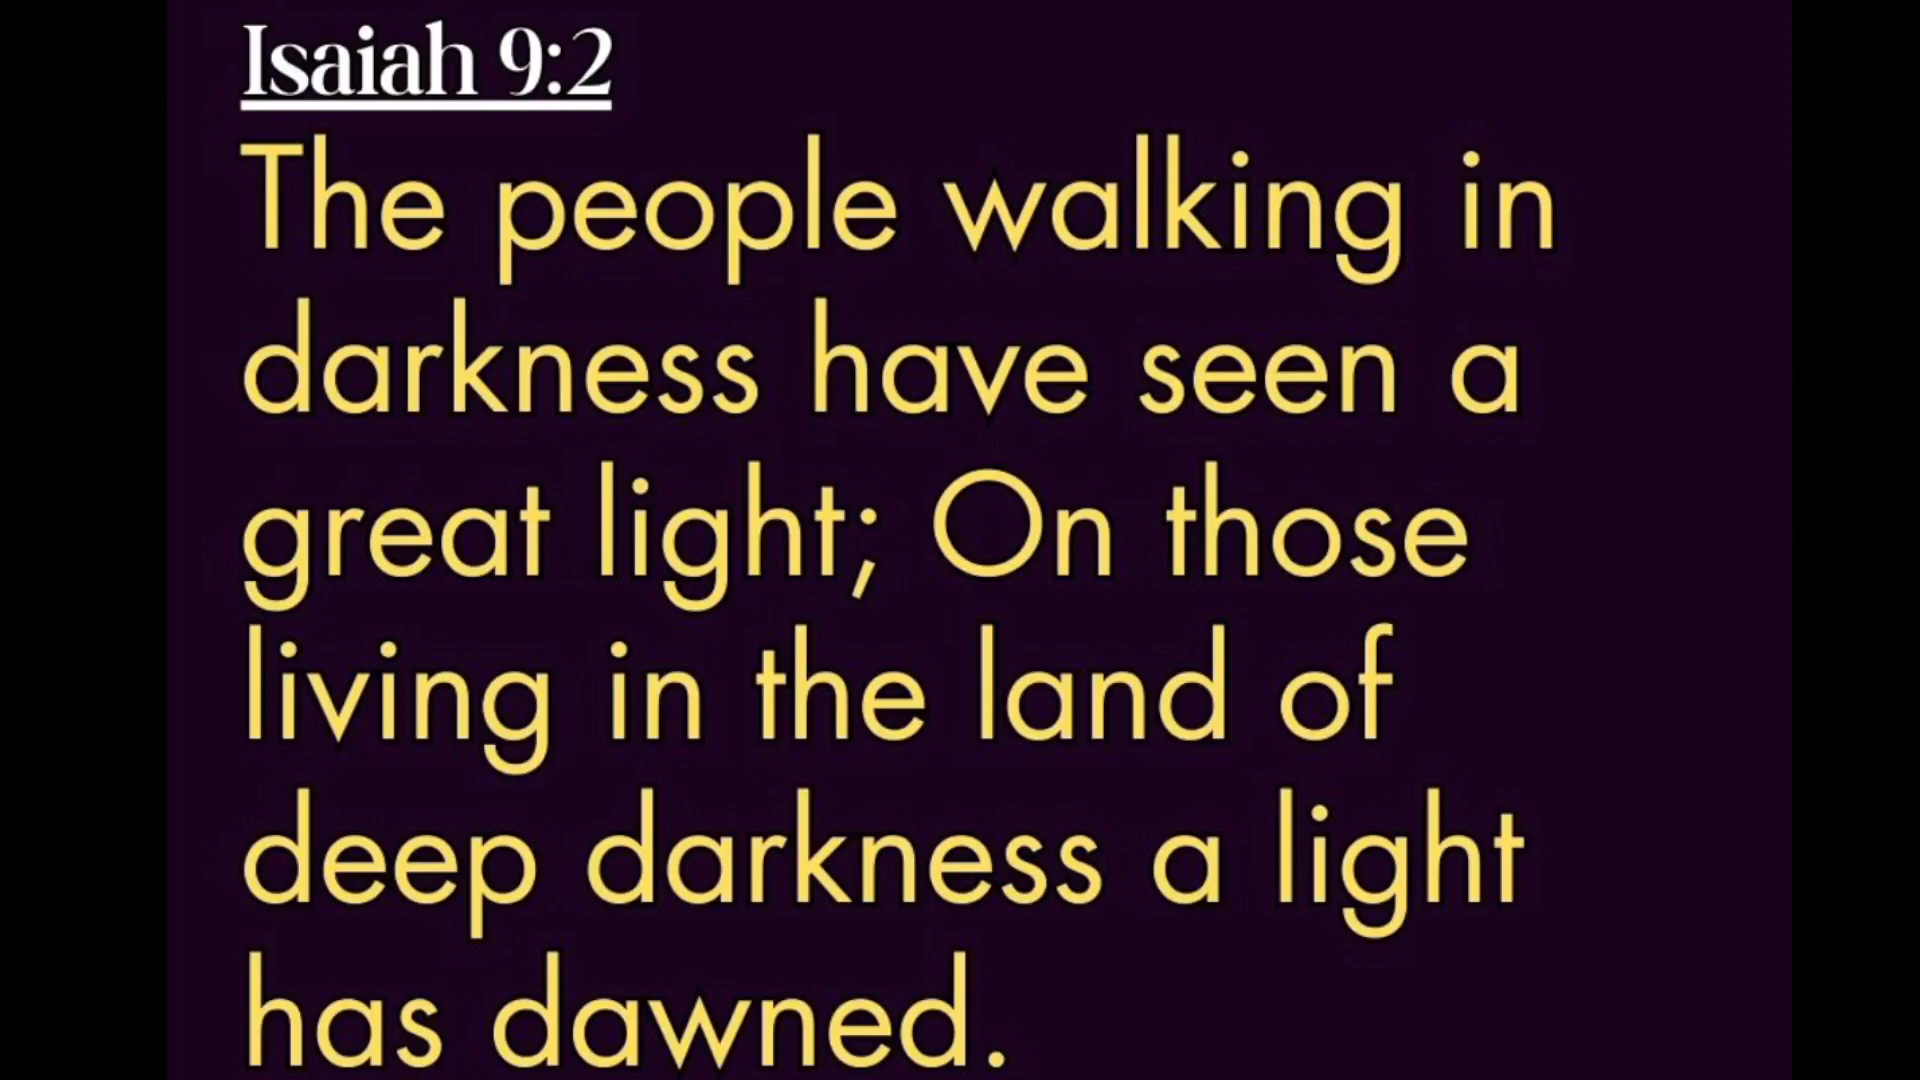 Isaiah 9:2
The people walking in
darkness have seen a
great light; On those
living in the land of
deep darkness a light
has dawned.